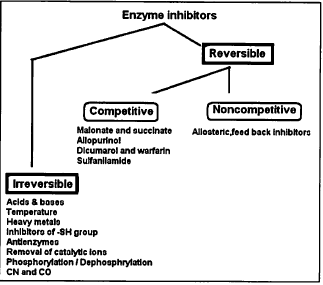 Enzyme inhibitors
Reversible
Competitive
Noncompetitive
Malonate and succinate
Allopurinol
Dicumarol and warferin
Sulfanilamide
Allosteric,feed back inhibitors
Irreversible
Acids & bases
Temperature
Heavy metals
Inhibitors of -SH group
Antienzymes
Removal of catalytic ions
Phosphorylation / Dephosphrylation
CN and CO